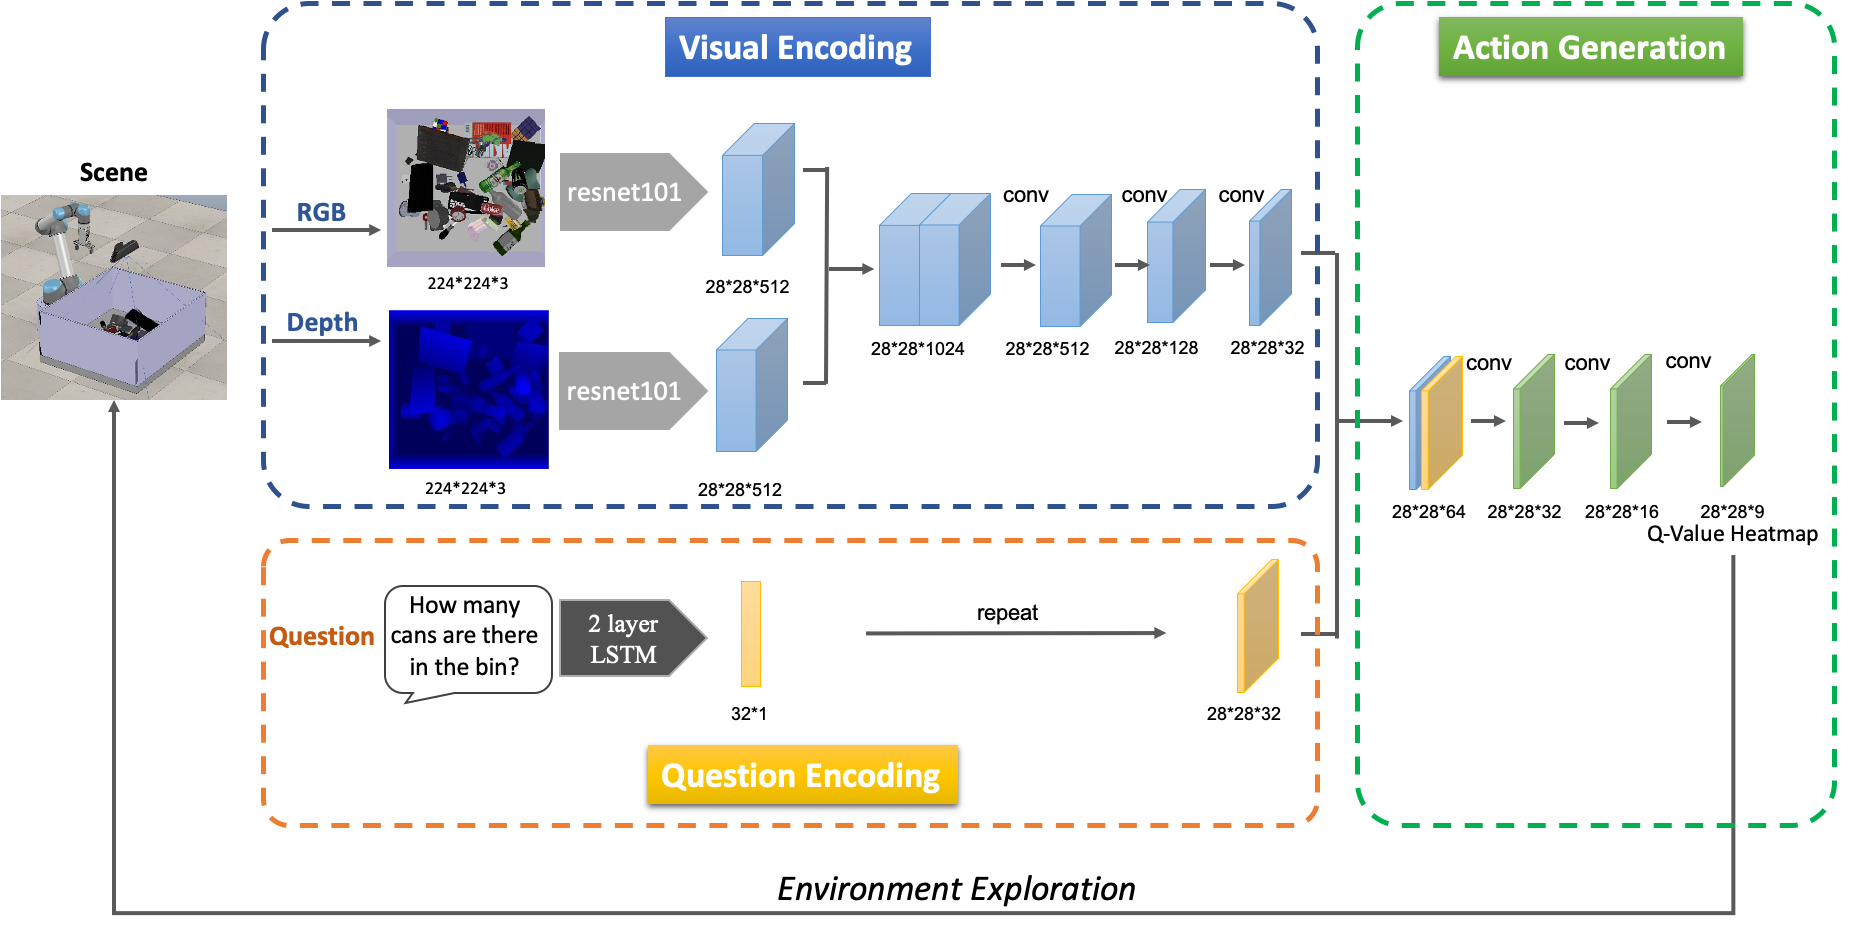 Visual Encoding
Action Generation
Scene
RGB
224*224*3
resnet101
28*28*512
Depth
224*224*3
resnet101
28*28*512
28*28*1024
conv
28*28*512
conv
28*28*128
conv
28*28*32
28*28*64
conv
28*28*32
conv
28*28*16
conv
28*28*9
Q-Value Heatmap
Question
How many
cans are there
in the bin?
2 layer
LSTM
32*1
repeat
28*28*32
Question Encoding
Environment Exploration